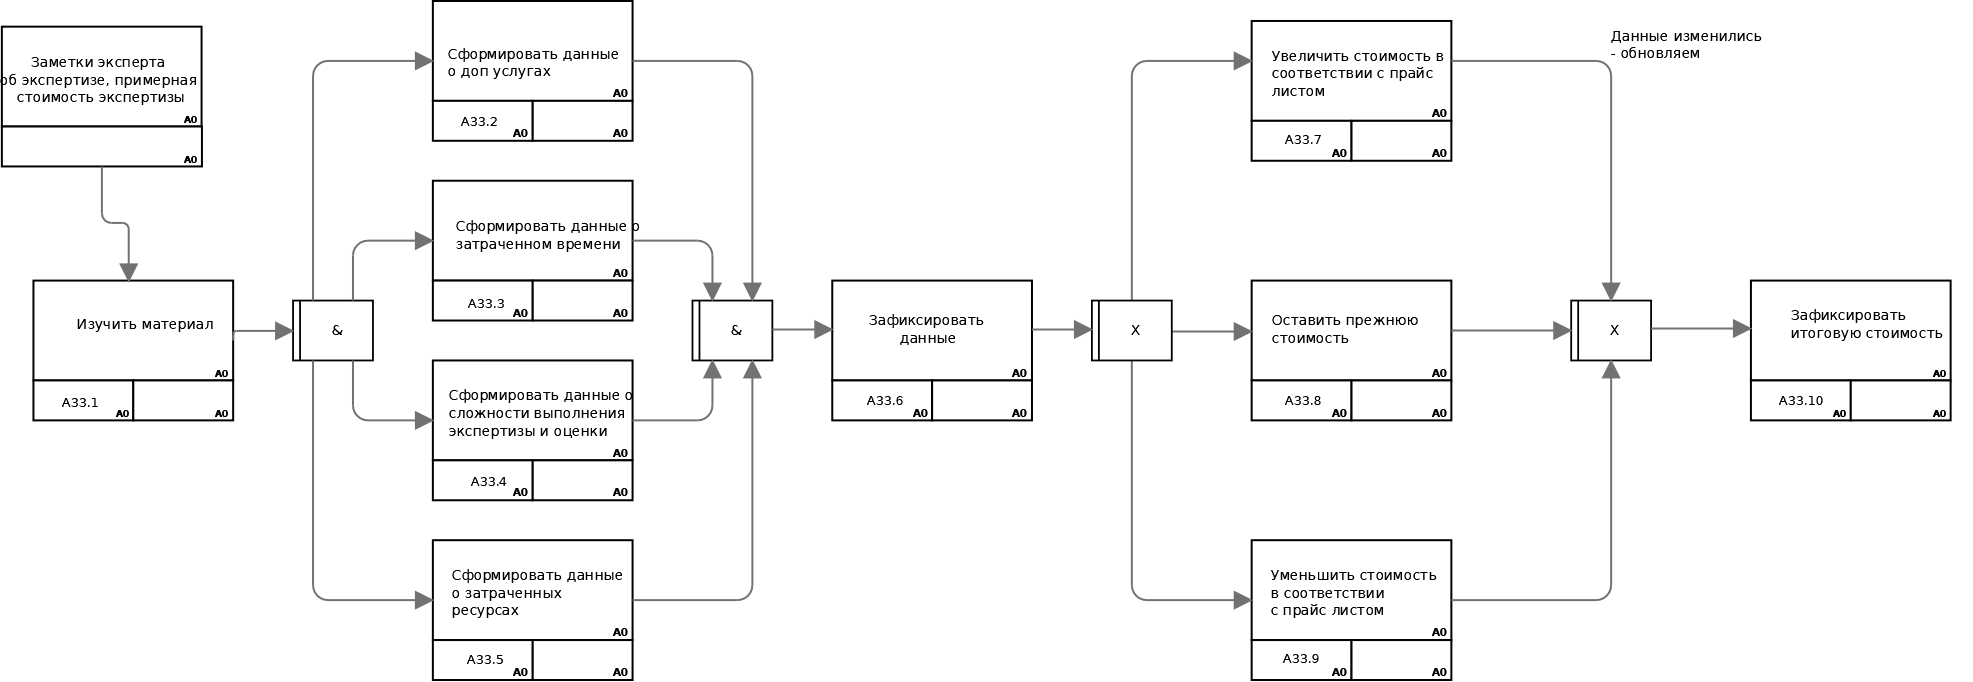 Заметки эксперта
об экспертизе, примерная
стоимость экспертизы
A0
A0
Изучить материал
A0
A33.1
A0
A0
&
Сформировать данные
о доп услугах
A0
A33.2
A0
A0
Сформировать данные о
затраченном времени
A0
A33.3
A0
A0
Сформировать данные о
сложности выполнения
экспертизы и оценки
A0
A33.4
A0
A0
Сформировать данные
о затраченных
ресурсах
A0
A33.5
A0
A0
&
Зафиксировать
данные
A0
A33.6
A0
A0
X
Увеличить стоимость в
соответствии с прайс
листом
A0
A33.7
A0
A0
Оставить прежнюю
стоимость
A0
A33.8
A0
A0
Уменьшить стоимость
в соответствии
с прайс листом
A0
A33.9
A0
A0
Данные изменились
- обновляем
X
Зафиксировать
итоговую стоимость
A0
A33.10
A0
A0